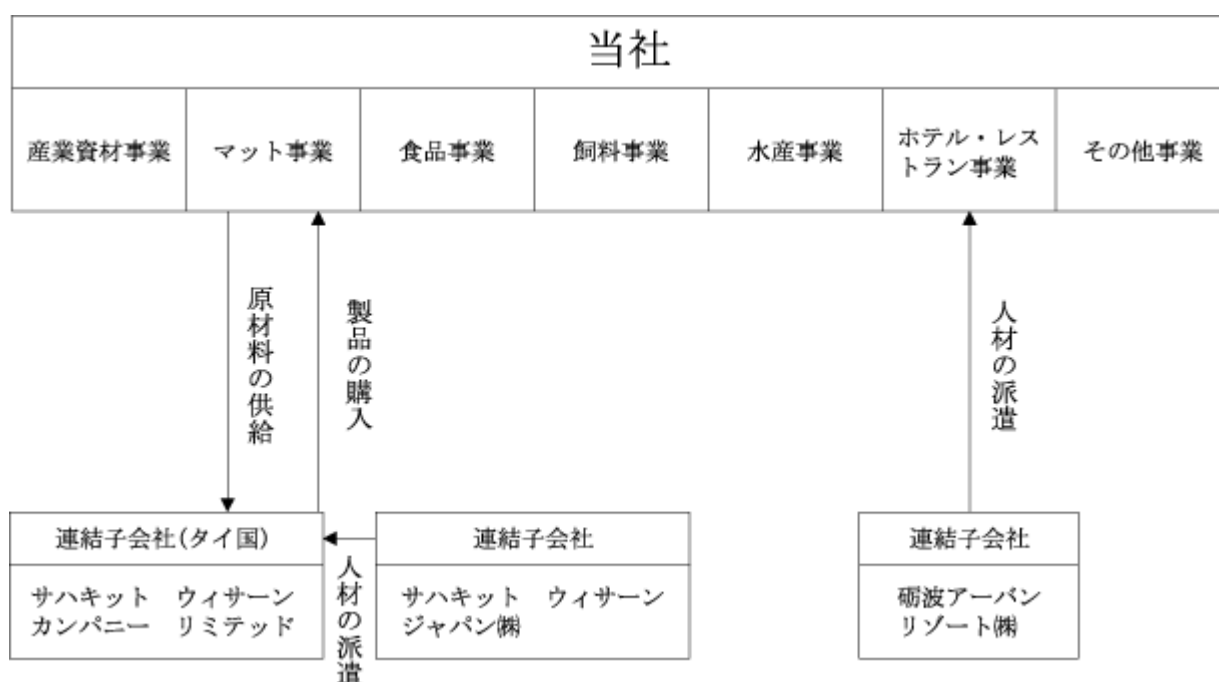 当社
産業資材事業
マット事業
食品事業
飼料事業
水産事業
ホテル・レス
トラン事業
その他事業
原材料の供給
製品の購入
人材の派遣
連結子会社(タイ国)
サハキット　ウィサーン
カンパニー　リミテッド
人材の派遣
連結子会社
サハキット　ウィサーン
ジャパン㈱
連結子会社
砺波アーバン
リゾート㈱